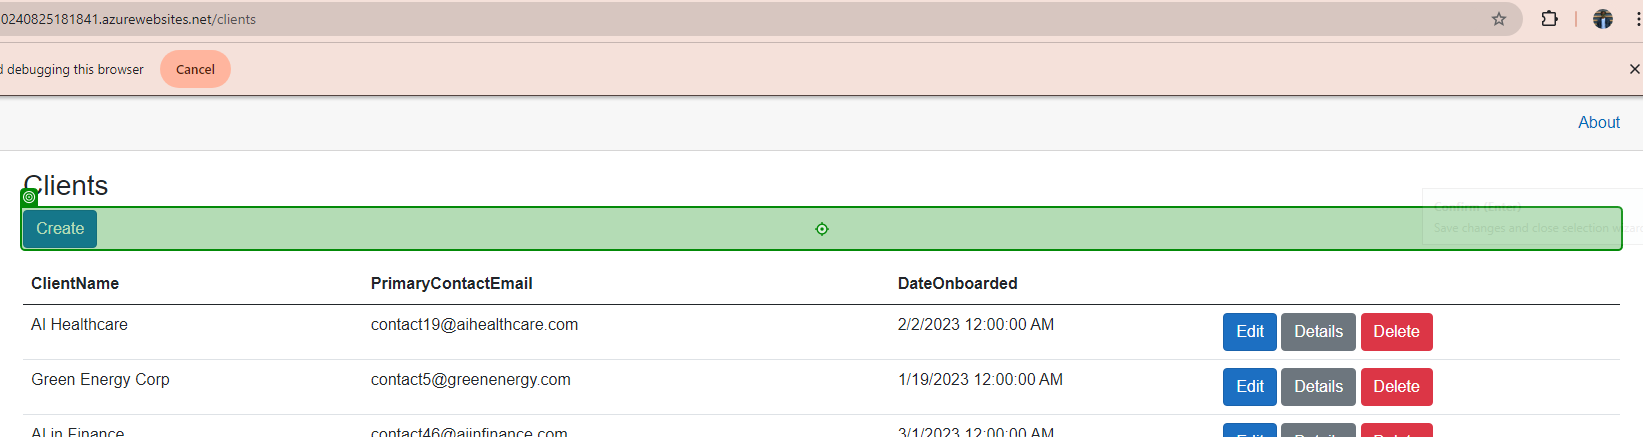 0240825181841.azurewebsites.net/clients
d debugging this browser Cancel
About
Clients
Confirm (Enter)
Save changes and close selection wizard
Create
ClientName PrimaryContactEmail DateOnboarded
AI Healthcare contact19@aihealthcare.com 2/2/2023 12:00:00 AM Edit Details Delete
Green Energy Corp contact5@greenenergy.com 1/19/2023 12:00:00 AM Edit Details Delete
AI in Finance contact46@aiinfinance.com 3/1/2023 12:00:00 AM Edit Details Delete